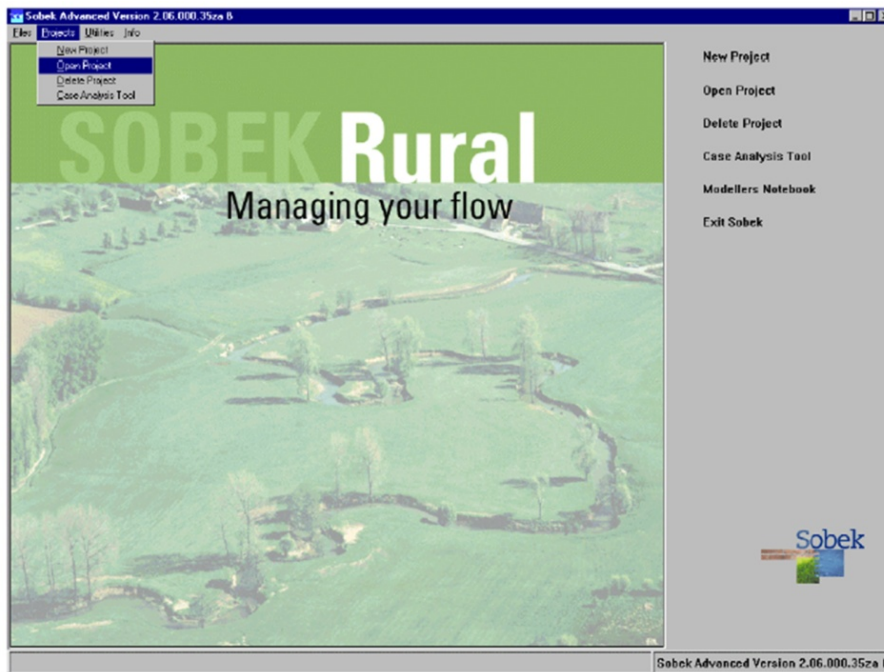 Sobek Advanced Version 2.06.000.35za B
Files Projects Utilities Info
New Project
Open Project
Delete Project
Case Analysis Tool
SOBEK Rural
Managing your flow
New Project
Open Project
Delete Project
Case Analysis Tool
Modellers Notebook
Exit Sobek
Sobek
Sobek Advanced Version 2.06.000.35za